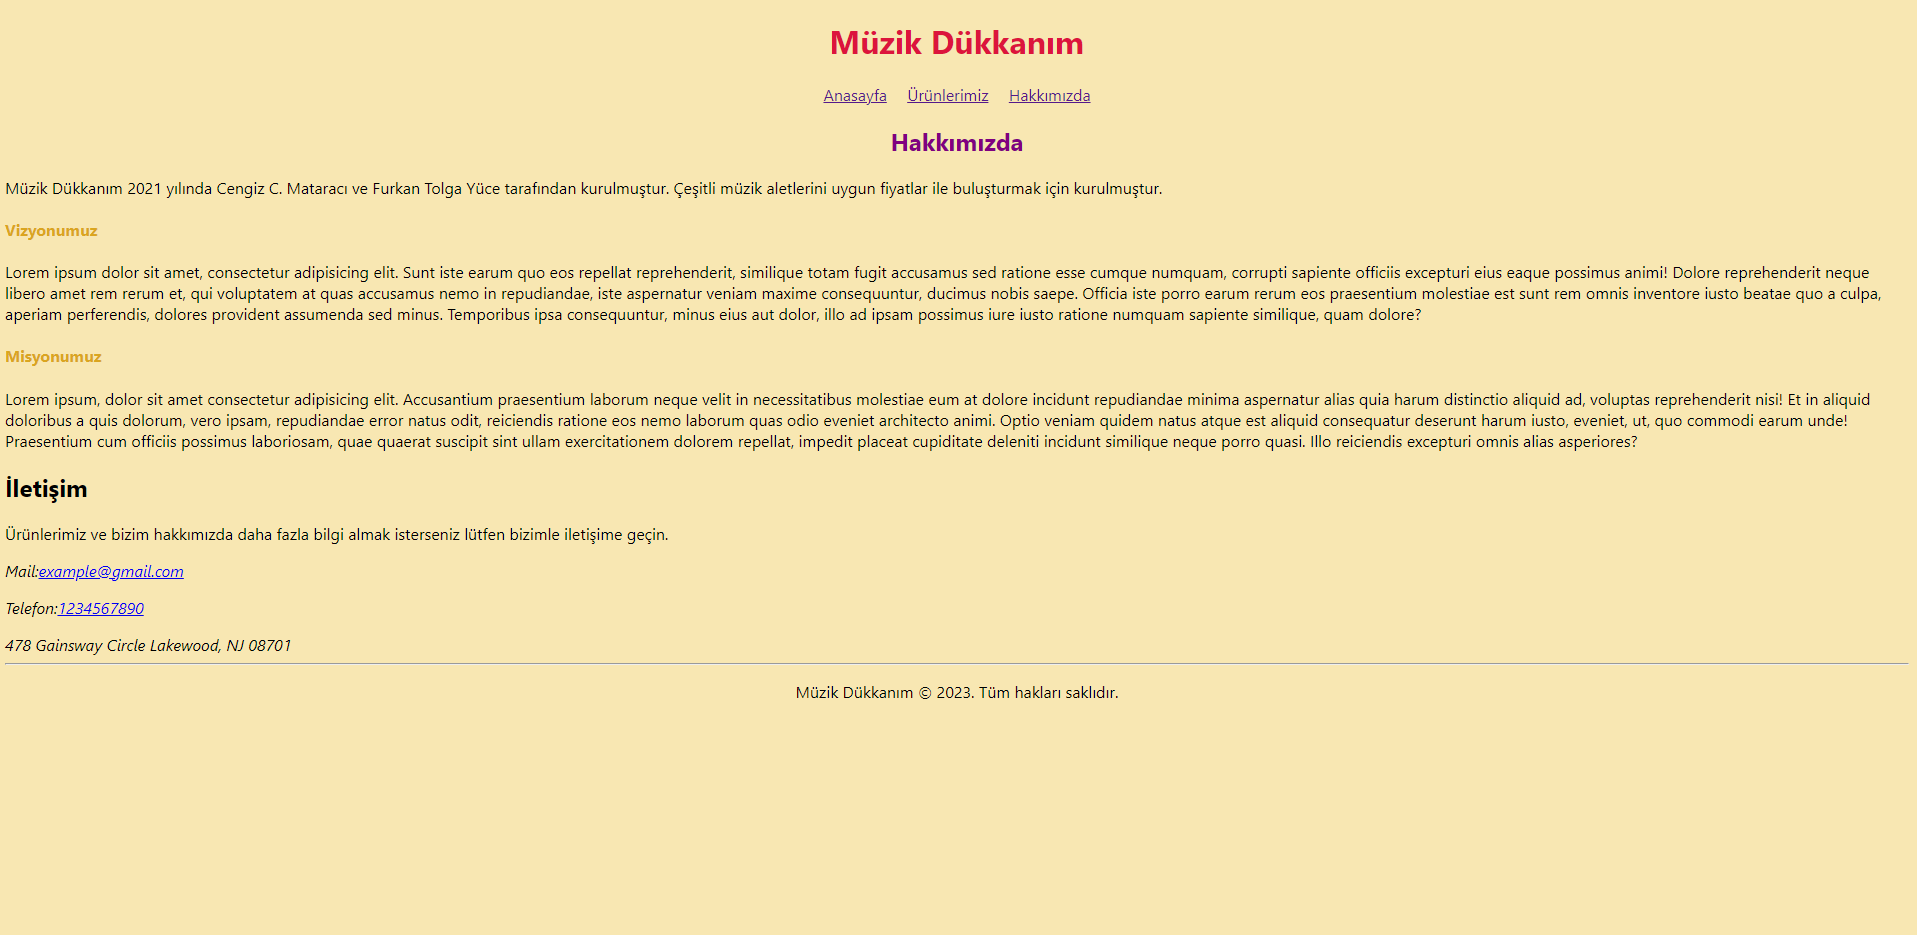 Müzik Dükkanım
Anasayfa Ürünlerimiz Hakkımızda
Hakkımızda
Müzik Dükkanım 2021 yılında Cengiz C. Mataracı ve Furkan Tolga Yüce tarafından kurulmuştur. Çeşitli müzik aletlerini uygun fiyatlar ile buluşturmak için kurulmuştur.
Vizyonumuz
Lorem ipsum dolor sit amet, consectetur adipisicing elit. Sunt iste earum quo eos repellat reprehenderit, similique totam fugit accusamus sed ratione esse cumque numquam, corrupti sapiente officiis excepturi eius eaque possimus animi! Dolore reprehenderit neque
libero amet rem rerum et, qui voluptatem at quas accusamus nemo in repudiandae, iste aspernatur veniam maxime consequuntur, ducimus nobis saepe. Officia iste porro earum rerum eos praesentium molestiae est sunt rem omnis inventore iusto beatae quo a culpa,
aperiam perferendis, dolores provident assumenda sed minus. Temporibus ipsa consequuntur, minus eius aut dolor, illo ad ipsam possimus iure iusto ratione numquam sapiente similique, quam dolore?
Misyonumuz
Lorem ipsum, dolor sit amet consectetur adipisicing elit. Accusantium praesentium laborum neque velit in necessitatibus molestiae eum at dolore incidunt repudiandae minima aspernatur alias quia harum distinctio aliquid ad, voluptas reprehenderit nisi! Et in aliquid
doloribus a quis dolorum, vero ipsam, repudiandae error natus odit, reiciendis ratione eos nemo laborum quas odio eveniet architecto animi. Optio veniam quidem natus atque est aliquid consequatur deserunt harum iusto, eveniet, ut, quo commodi earum unde!
Praesentium cum officiis possimus laboriosam, quae quaerat suscipit sint ullam exercitationem dolorem repellat, impedit placeat cupiditate deleniti incidunt similique neque porro quasi. Illo reiciendis excepturi omnis alias asperiores?
İletişim
Ürünlerimiz ve bizim hakkımızda daha fazla bilgi almak isterseniz lütfen bizimle iletişime geçin.
Mail:example@gmail.com
Telefon:1234567890
478 Gainsway Circle Lakewood, NJ 08701
Müzik Dükkanım © 2023. Tüm hakları saklıdır.